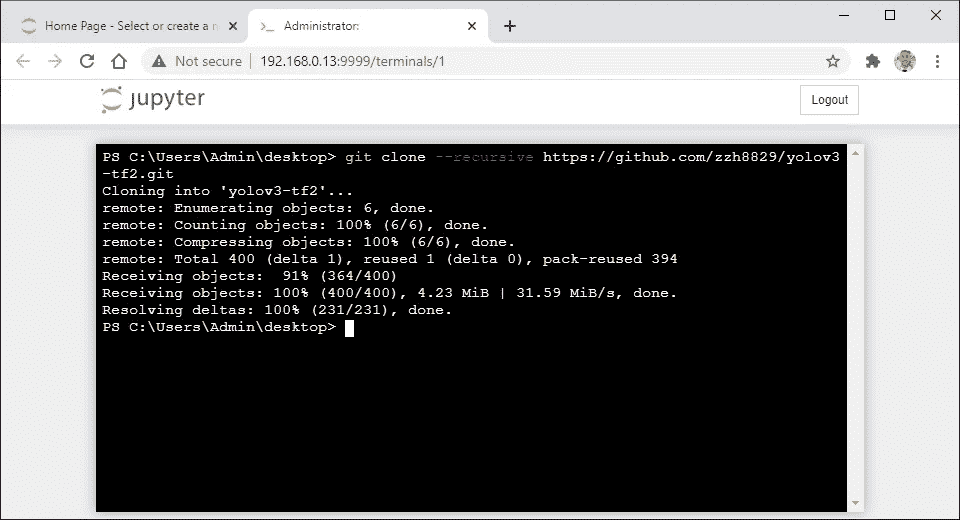 Home Page - Select or create a n
Administrator:
Not secure | 192.168.0.13:9999/terminals/1
jupyter
Logout
PS C:\Users\Admin\desktop> git clone --recursive https://github.com/zzh8829/yolov3
-tf2.git
Cloning into 'yolov3-tf2'...
remote: Enumerating objects: 6, done.
remote: Counting objects: 100% (6/6), done.
remote: Compressing objects: 100% (6/6), done.
remote: Total 400 (delta 1), reused 1 (delta 0), pack-reused 394
Receiving objects:  91% (364/400)
Receiving objects: 100% (400/400), 4.23 MiB | 31.59 MiB/s, done.
Resolving deltas: 100% (231/231), done.
PS C:\Users\Admin\desktop>